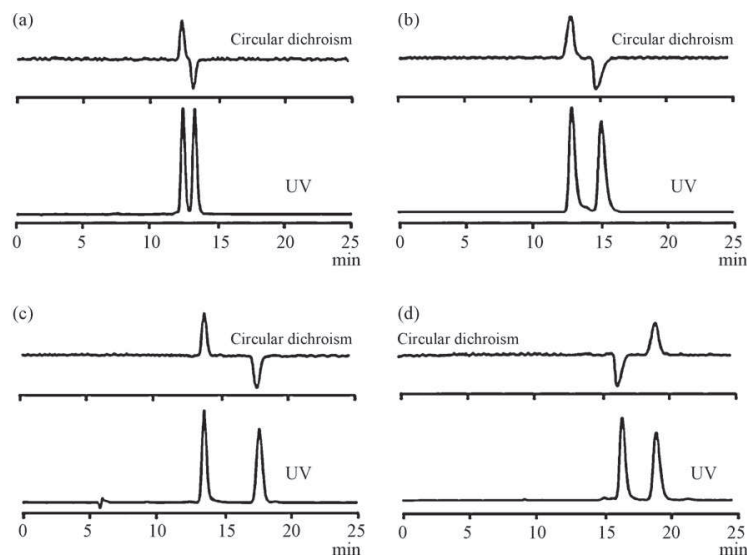 (a)
Circular dichroism
UV
0 5 10 15 20 25
min
(b)
Circular dichroism
UV
0 5 10 15 20 25
min
(c)
Circular dichroism
UV
0 5 10 15 20 25
min
(d)
Circular dichroism
UV
0 5 10 15 20 25
min